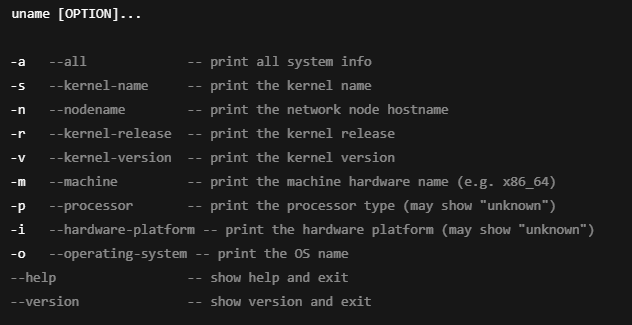 uname [OPTION]...
-a --all -- print all system info
-s --kernel-name -- print the kernel name
-n --nodename -- print the network node hostname
-r --kernel-release -- print the kernel release
-v --kernel-version -- print the kernel version
-m --machine -- print the machine hardware name (e.g. x86_64)
-p --processor -- print the processor type (may show "unknown")
-i --hardware-platform -- print the hardware platform (may show "unknown")
-o --operating-system -- print the OS name
--help -- show help and exit
--version -- show version and exit